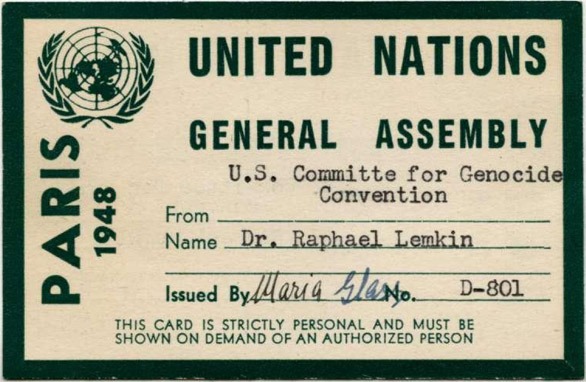 UNITED NATIONS
GENERAL ASSEMBLY
PARIS
1948
U.S. Committe for Genocide
Convention
From
Name Dr. Raphael Lemkin
Issued By Maria Glass No. D-801
THIS CARD IS STRICTLY PERSONAL AND MUST BE
SHOWN ON DEMAND OF AN AUTHORIZED PERSON